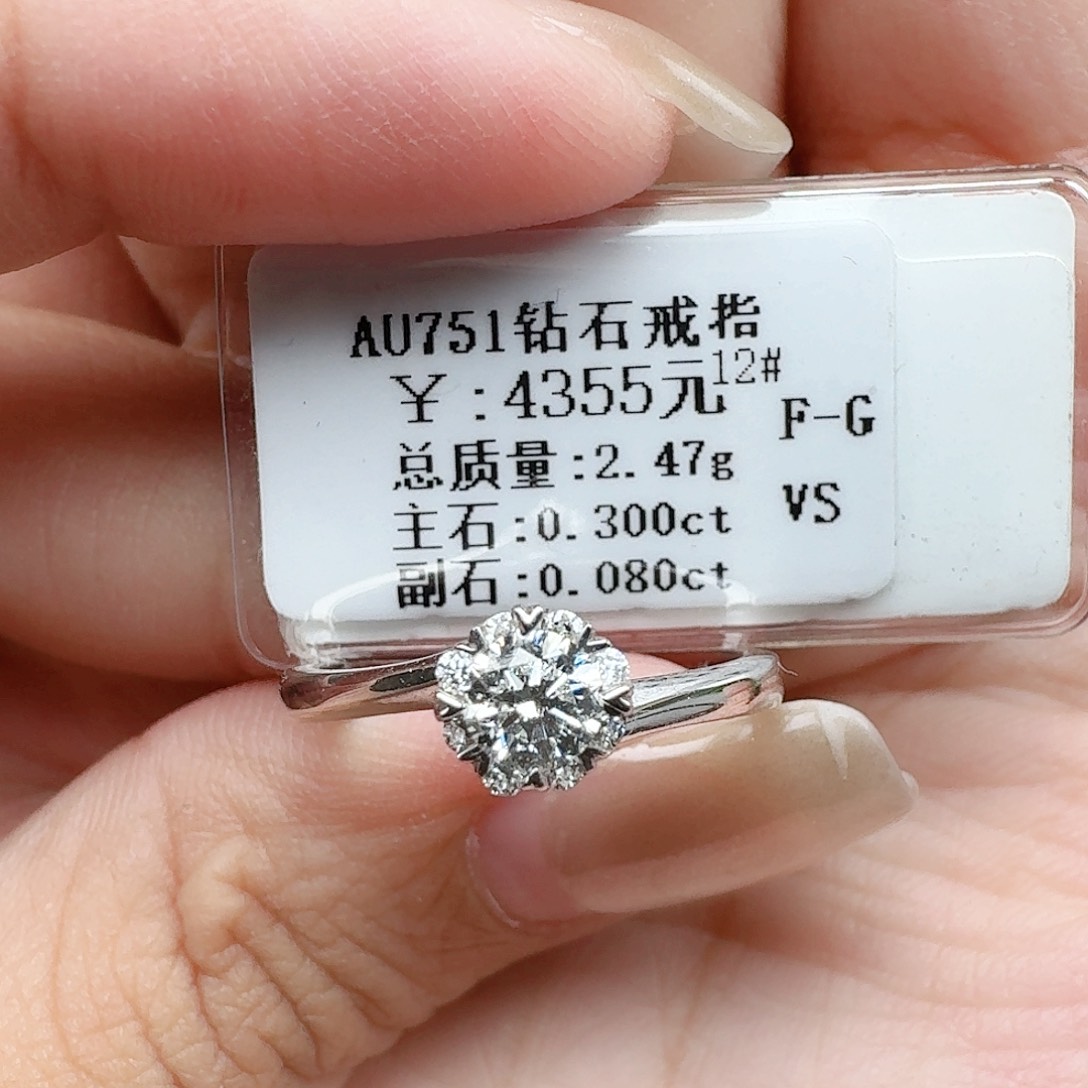 AU751钻石戒指
￥:4355元12#
F-G
总质量:2.47g
VS
主石:0.300ct
副石:0.080ct